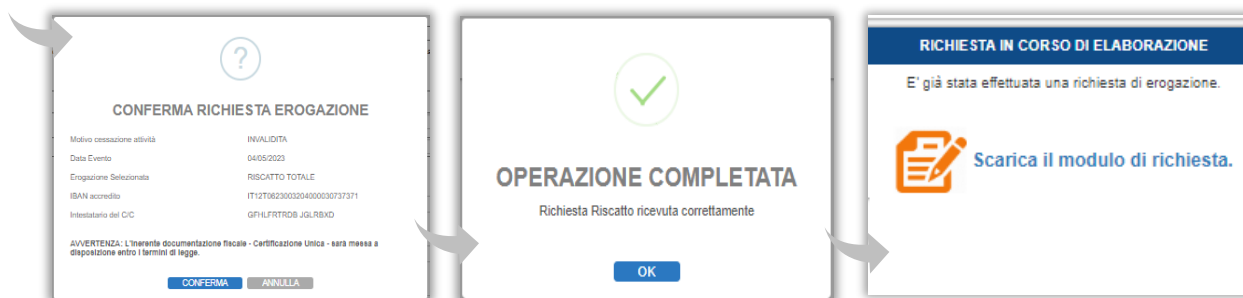 ?
CONFERMA RICHIESTA EROGAZIONE
Motivo cessazione attività INVALIDITA
Data Evento 04/05/2023
Erogazione Selezionata RISCATTO TOTALE
IBAN accredito IT12T0623003204000030737371
Intestatario del C/C GFHLFRTRDB JGLRBXD
AVVERTENZA: L'inerente documentazione fiscale - Certificazione Unica - sarà messa a
disposizione entro i termini di legge.
CONFERMA ANNULLA
OPERAZIONE COMPLETATA
Richiesta Riscatto ricevuta correttamente
OK
RICHIESTA IN CORSO DI ELABORAZIONE
E' già stata effettuata una richiesta di erogazione.
Scarica il modulo di richiesta.